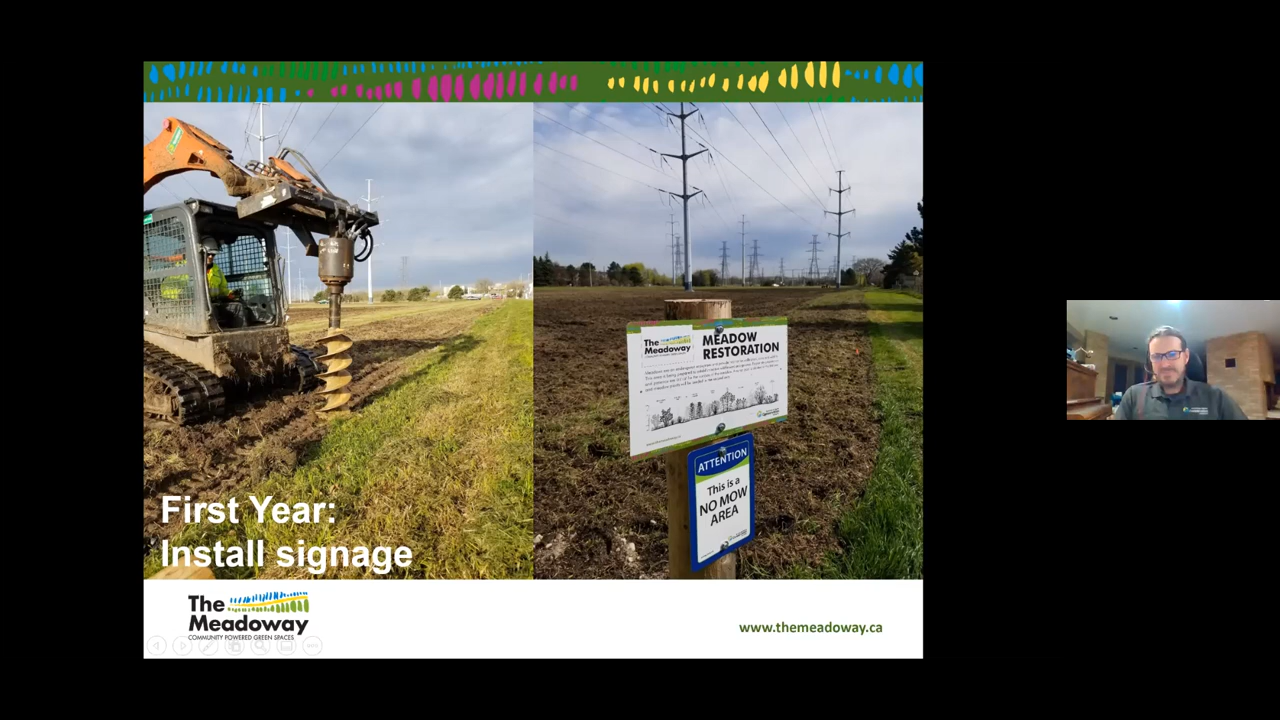 The
Meadoway
MEADOW
RESTORATION
ATTENTION
This is a
NO MOW
AREA
First Year:
Install signage
The
Meadoway
COMMUNITY POWERED GREEN SPACES
www.themeadoway.ca